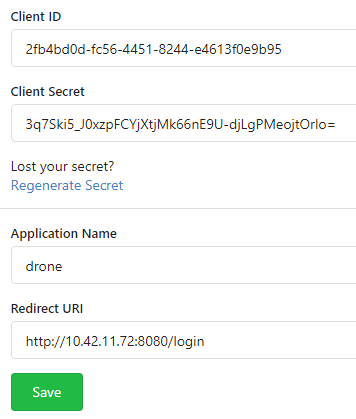 Client ID
2fb4bd0d-fc56-4451-8244-e4613f0e9b95
Client Secret
3q7Ski5_J0xzpFCYjXtjMk66nE9U-djLgPMeojtOrlo=
Lost your secret?
Regenerate Secret
Application Name
drone
Redirect URI
http://10.42.11.72:8080/login
Save